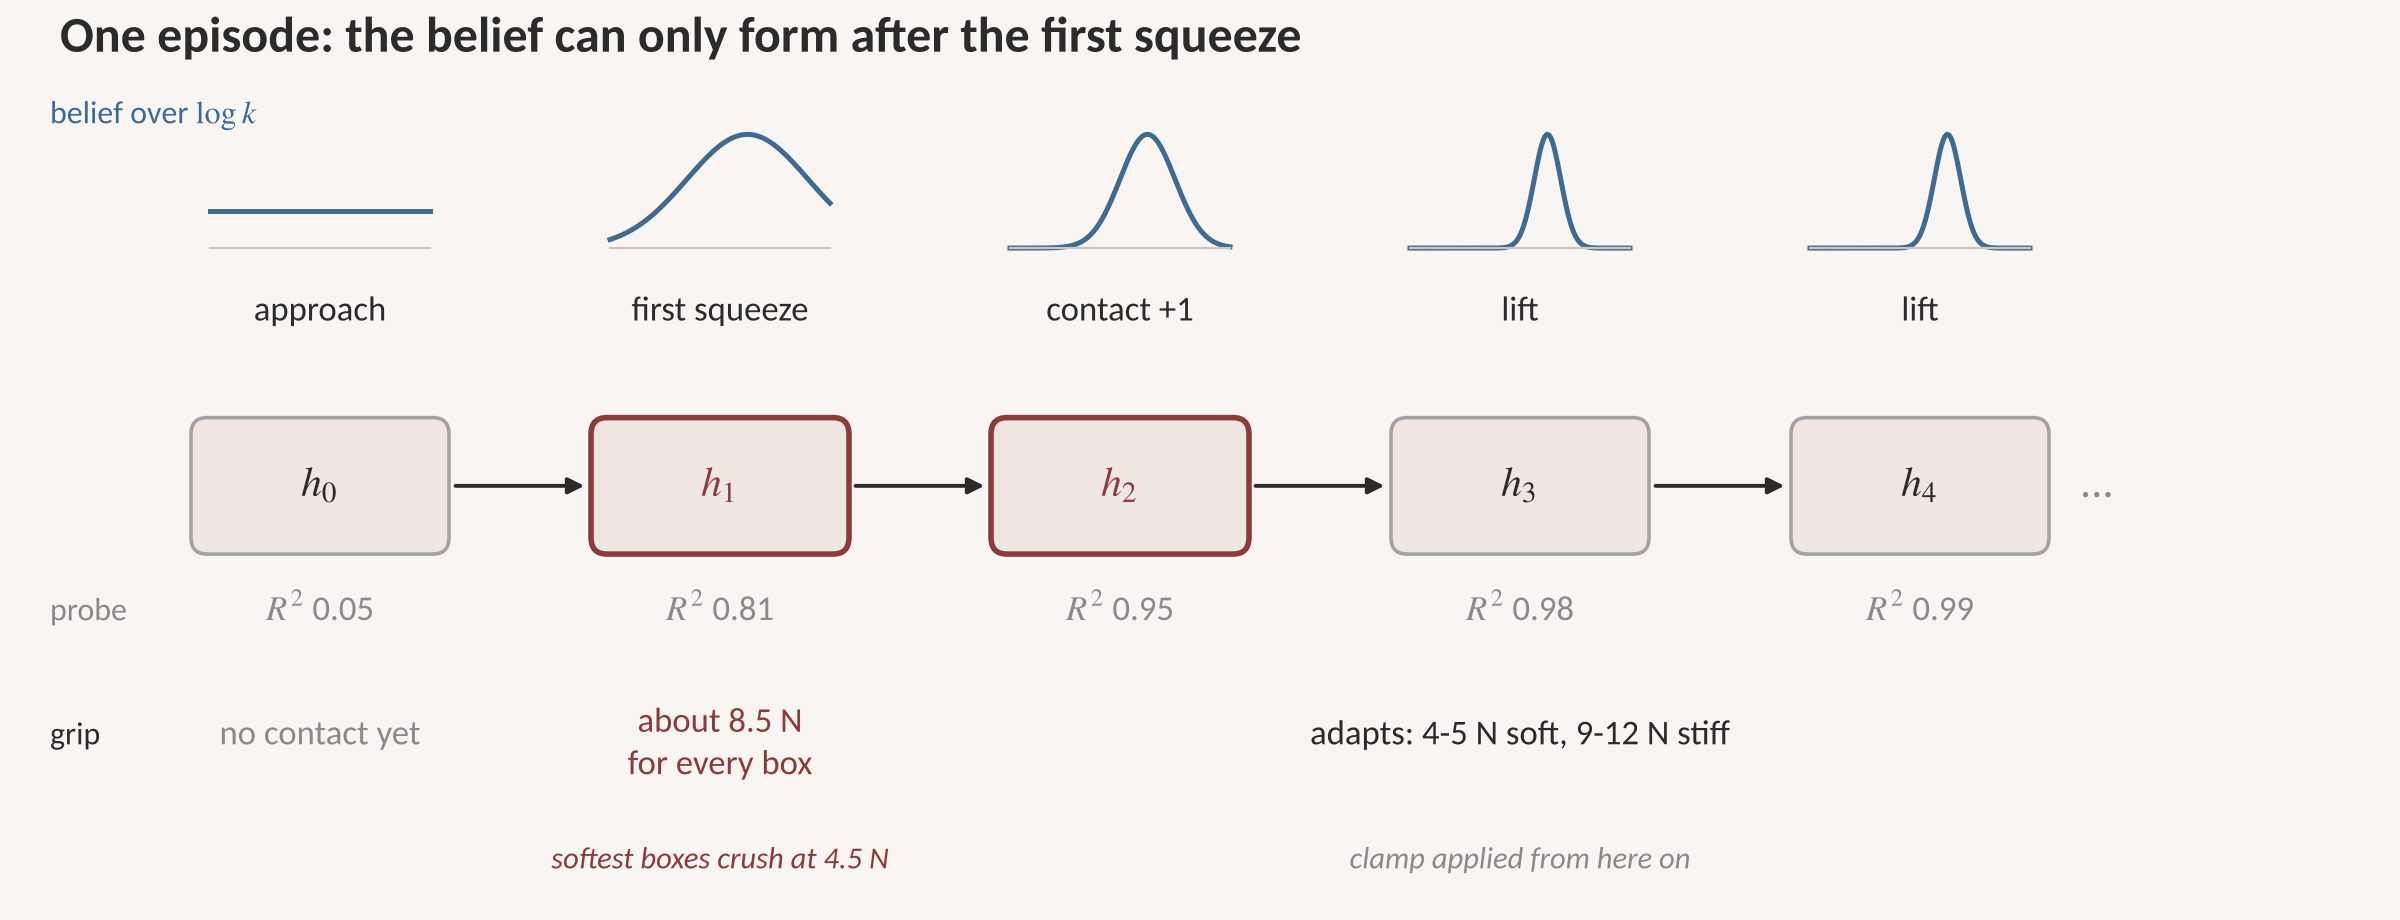 One episode: the belief can only form after the first squeeze
belief over log k
approach
first squeeze
contact +1
lift
lift
h₀
h₁
h₂
h₃
h₄
...
probe
R² 0.05
R² 0.81
R² 0.95
R² 0.98
R² 0.99
grip
no contact yet
about 8.5 N
for every box
adapts: 4-5 N soft, 9-12 N stiff
softest boxes crush at 4.5 N
clamp applied from here on